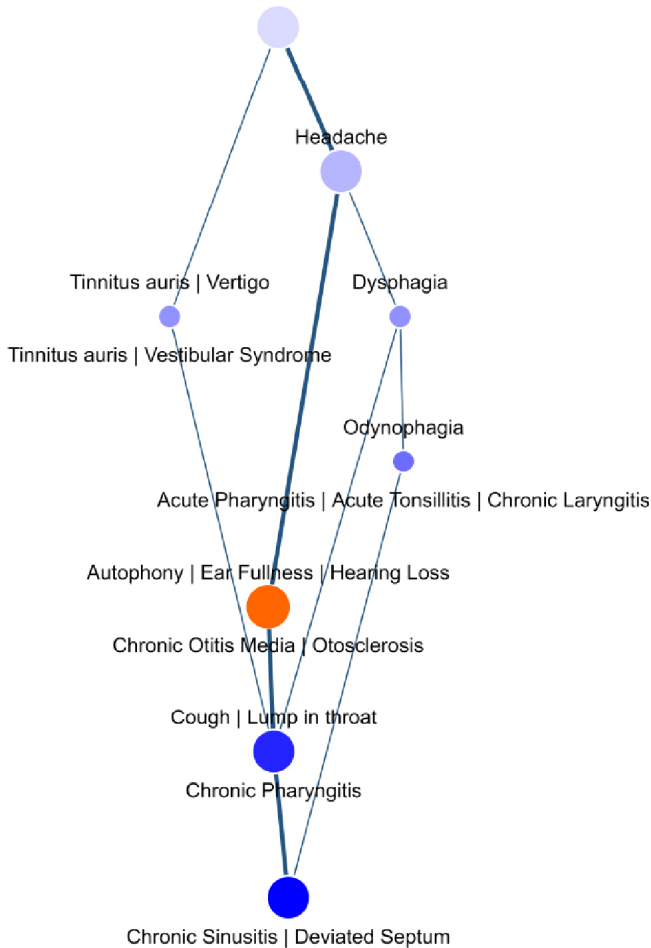 Headache
Tinnitus auris | Vertigo
Dysphagia
Tinnitus auris | Vestibular Syndrome
Odynophagia
Acute Pharyngitis | Acute Tonsillitis | Chronic Laryngitis
Autophony | Ear Fullness | Hearing Loss
Chronic Otitis Media | Otosclerosis
Cough | Lump in throat
Chronic Pharyngitis
Chronic Sinusitis | Deviated Septum